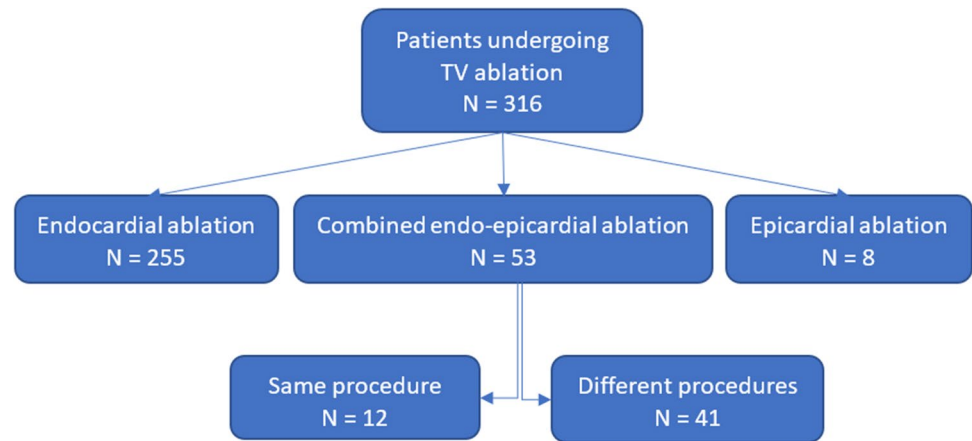 Patients undergoing
TV ablation
N = 316
Endocardial ablation
N = 255
Combined endo-epicardial ablation
N = 53
Epicardial ablation
N = 8
Same procedure
N = 12
Different procedures
N = 41